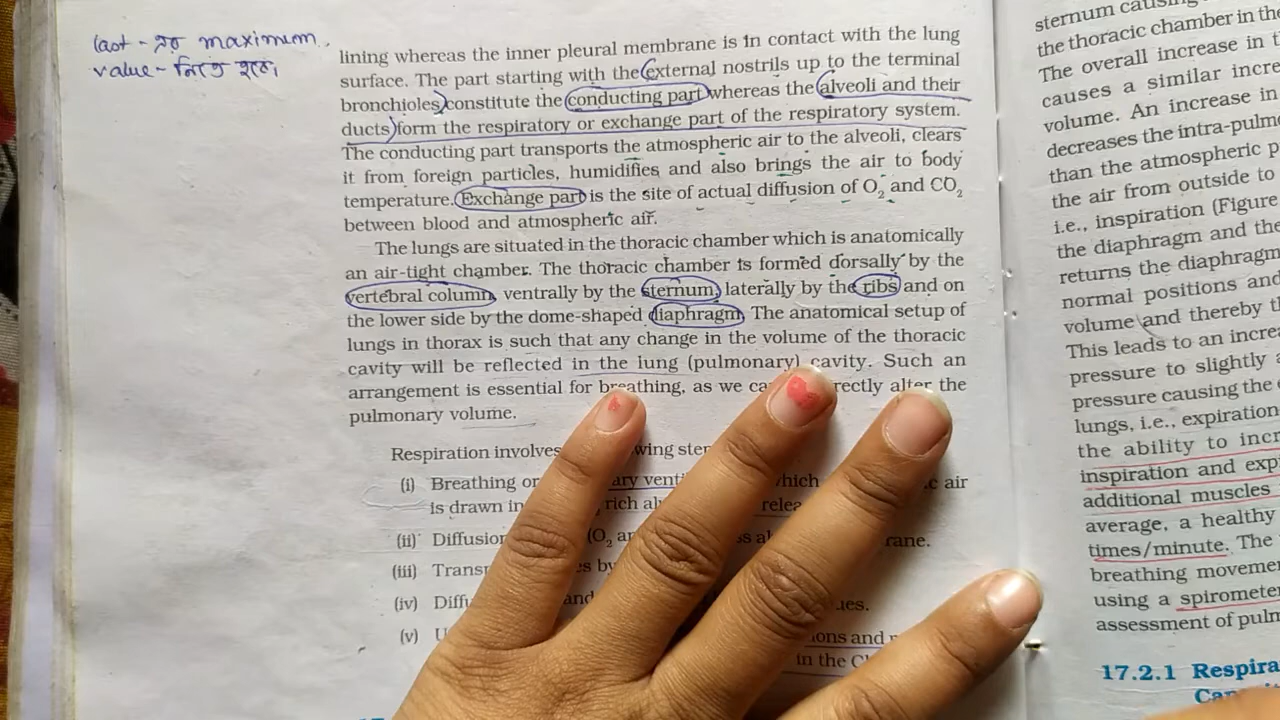 last - এর maximum
value - নিতে হবে।
lining whereas the inner pleural membrane is in contact with the lung
surface. The part starting with the external nostrils up to the terminal
bronchioles constitute the conducting part whereas the alveoli and their
ducts form the respiratory or exchange part of the respiratory system.
The conducting part transports the atmospheric air to the alveoli, clears
it from foreign particles, humidifies and also brings the air to body
temperature. Exchange part is the site of actual diffusion of O₂ and CO₂
between blood and atmospheric air.
The lungs are situated in the thoracic chamber which is anatomically
an air-tight chamber. The thoracic chamber is formed dorsally by the
vertebral column, ventrally by the sternum, laterally by the ribs and on
the lower side by the dome-shaped diaphragm. The anatomical setup of
lungs in thorax is such that any change in the volume of the thoracic
cavity will be reflected in the lung (pulmonary) cavity. Such an
arrangement is essential for breathing, as we ca rectly alter the
pulmonary volume.
Respiration involves wing ste
(i) Breathing or ary vent hich c air
is drawn in rich al relea
(ii) Diffusion (O₂ a ss al rane.
(iii) Trans es by
(iv) Diff and ues.
(v) U ions and
in the C
sternum causing
the thoracic chamber in the
The overall increase in t
causes a similar incre
volume. An increase in
decreases the intra-pulm
than the atmospheric p
the air from outside to
i.e., inspiration (Figure
the diaphragm and the
returns the diaphragm
normal positions and
volume and thereby t
This leads to an incre
pressure to slightly a
pressure causing the
lungs, i.e., expiration
the ability to incr
inspiration and expi
additional muscles
average, a healthy
times/minute. The
breathing movemen
using a spirometer
assessment of pulm
17.2.1 Respira
Ca